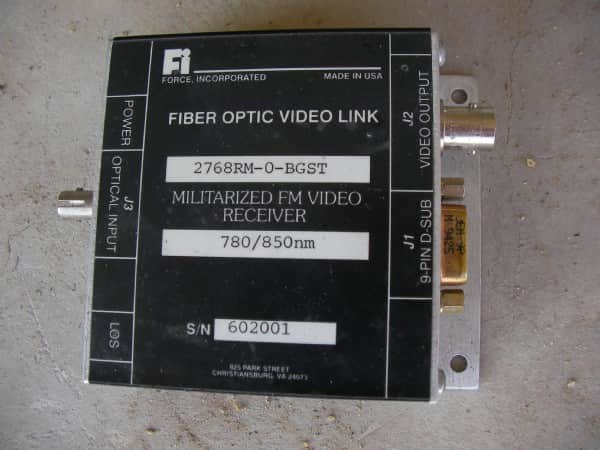 Fi
FORCE, INCORPORATED
MADE IN USA
FIBER OPTIC VIDEO LINK
2768RM-0-BGST
MILITARIZED FM VIDEO
RECEIVER
780/850nm
S/N 602001
825 PARK STREET
CHRISTIANSBURG, VA 24073
POWER
J3
OPTICAL INPUT
LOS
J2
VIDEO OUTPUT
J1
9-PIN D-SUB
M 9425